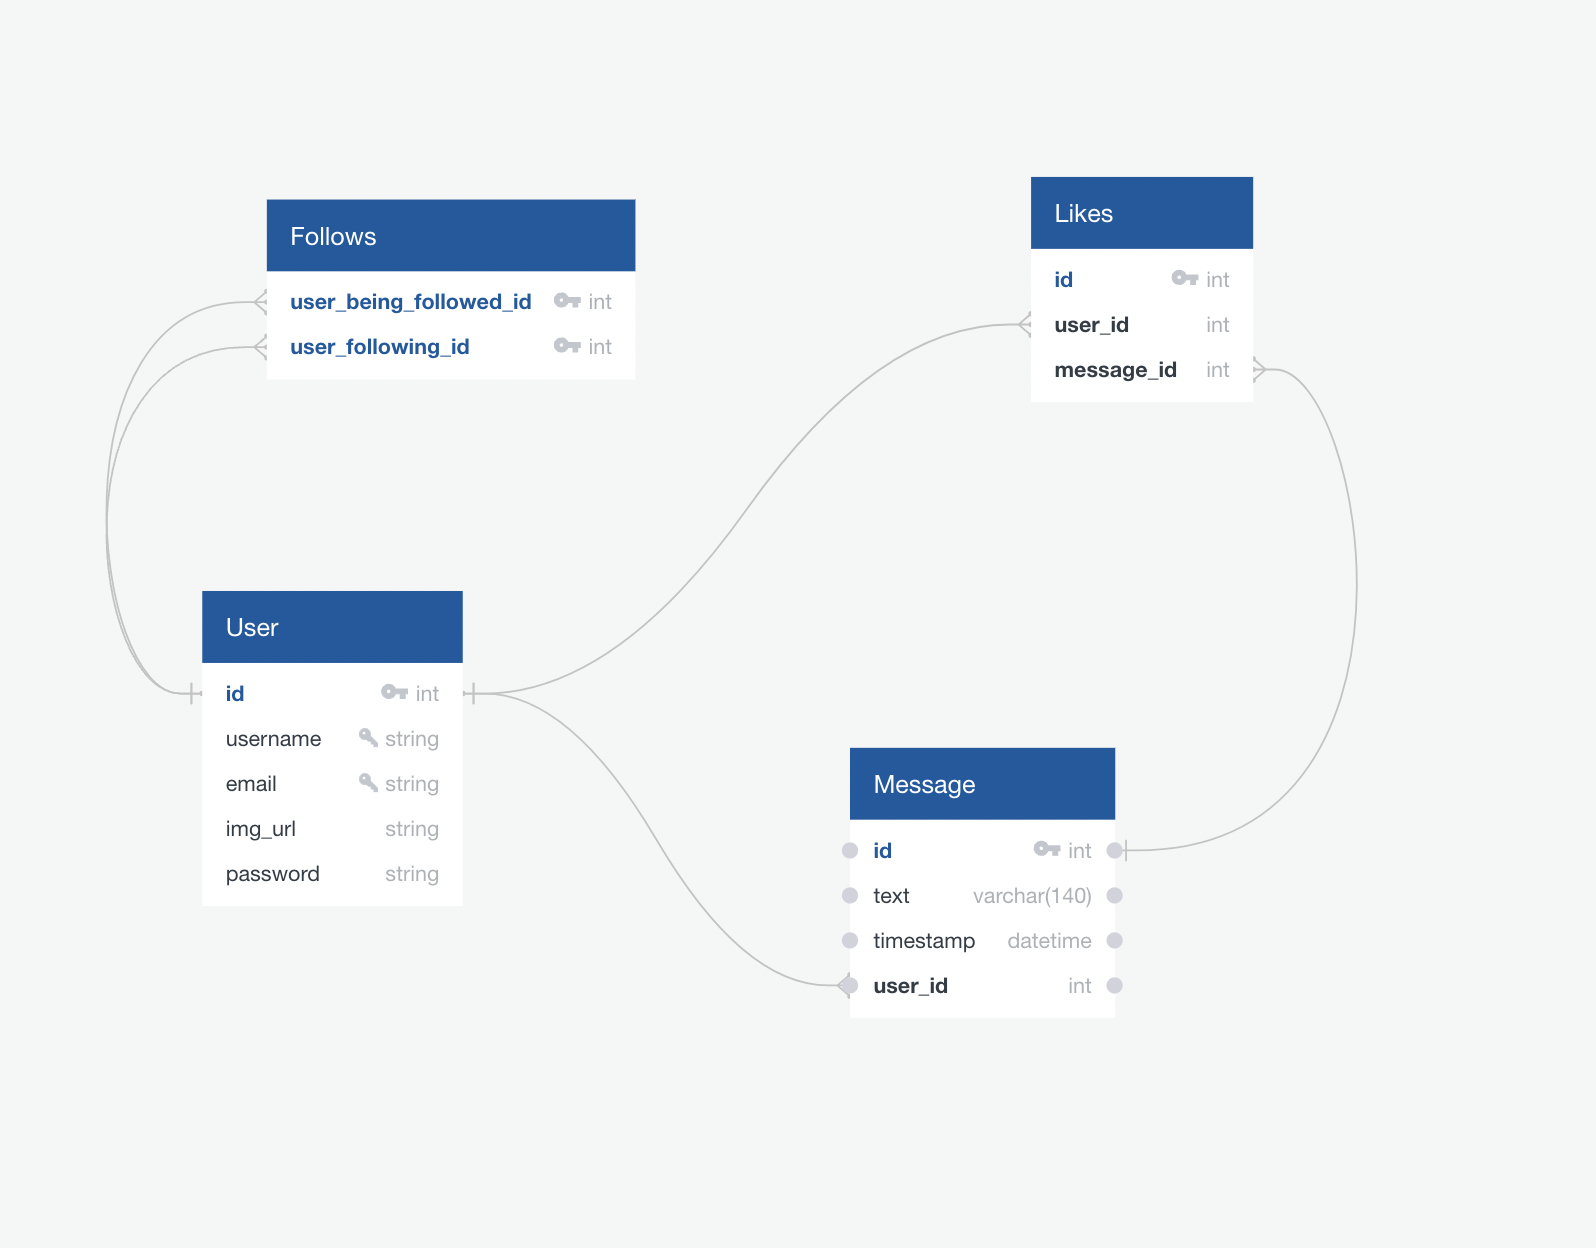 Follows
user_being_followed_id int
user_following_id int
Likes
id int
user_id int
message_id int
User
id int
username string
email string
img_url string
password string
Message
id int
text varchar(140)
timestamp datetime
user_id int